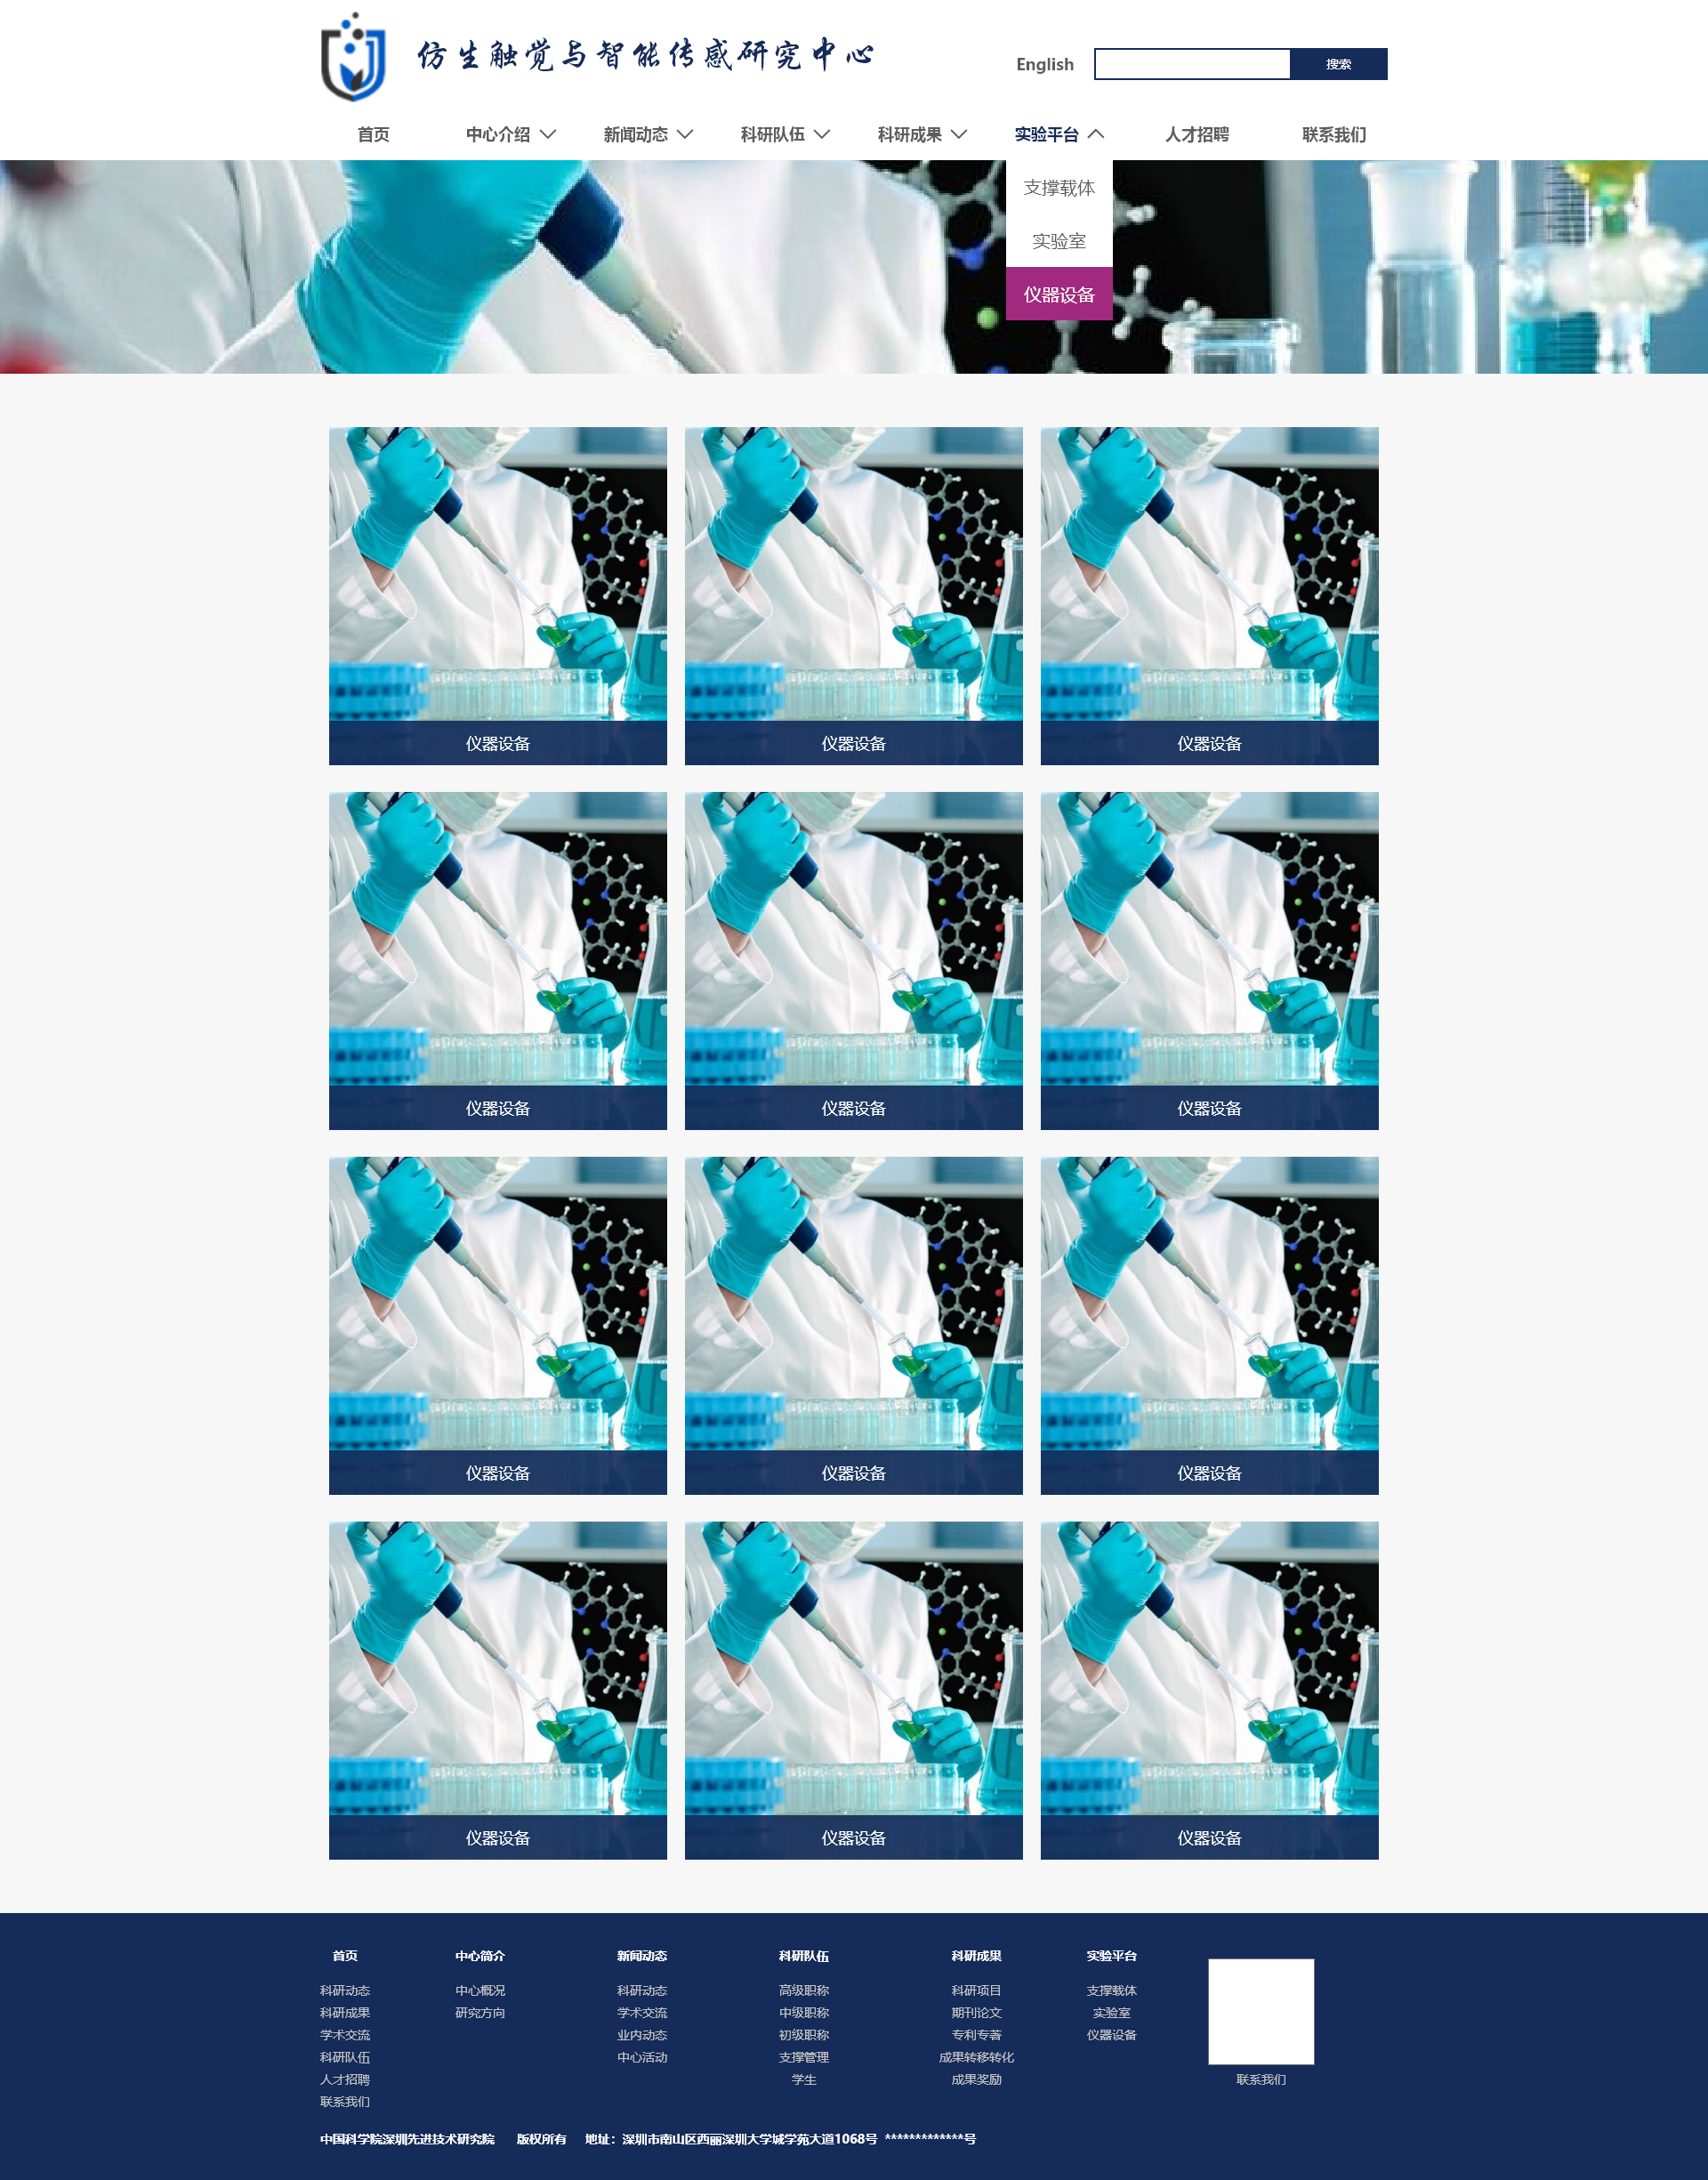 仿生触觉与智能传感研究中心
English
搜索
首页 中心介绍 新闻动态 科研队伍 科研成果 实验平台 人才招聘 联系我们
支撑载体
实验室
仪器设备
仪器设备 仪器设备 仪器设备
仪器设备 仪器设备 仪器设备
仪器设备 仪器设备 仪器设备
仪器设备 仪器设备 仪器设备
首页 中心简介 新闻动态 科研队伍 科研成果 实验平台
科研动态 中心概况 科研动态 高级职称 科研项目 支撑载体
科研成果 研究方向 学术交流 中级职称 期刊论文 实验室
学术交流 业内动态 初级职称 专利专著 仪器设备
科研队伍 中心活动 支撑管理 成果转移转化
人才招聘 学生 成果奖励 联系我们
联系我们
中国科学院深圳先进技术研究院 版权所有 地址：深圳市南山区西丽深圳大学城学苑大道1068号 *************号